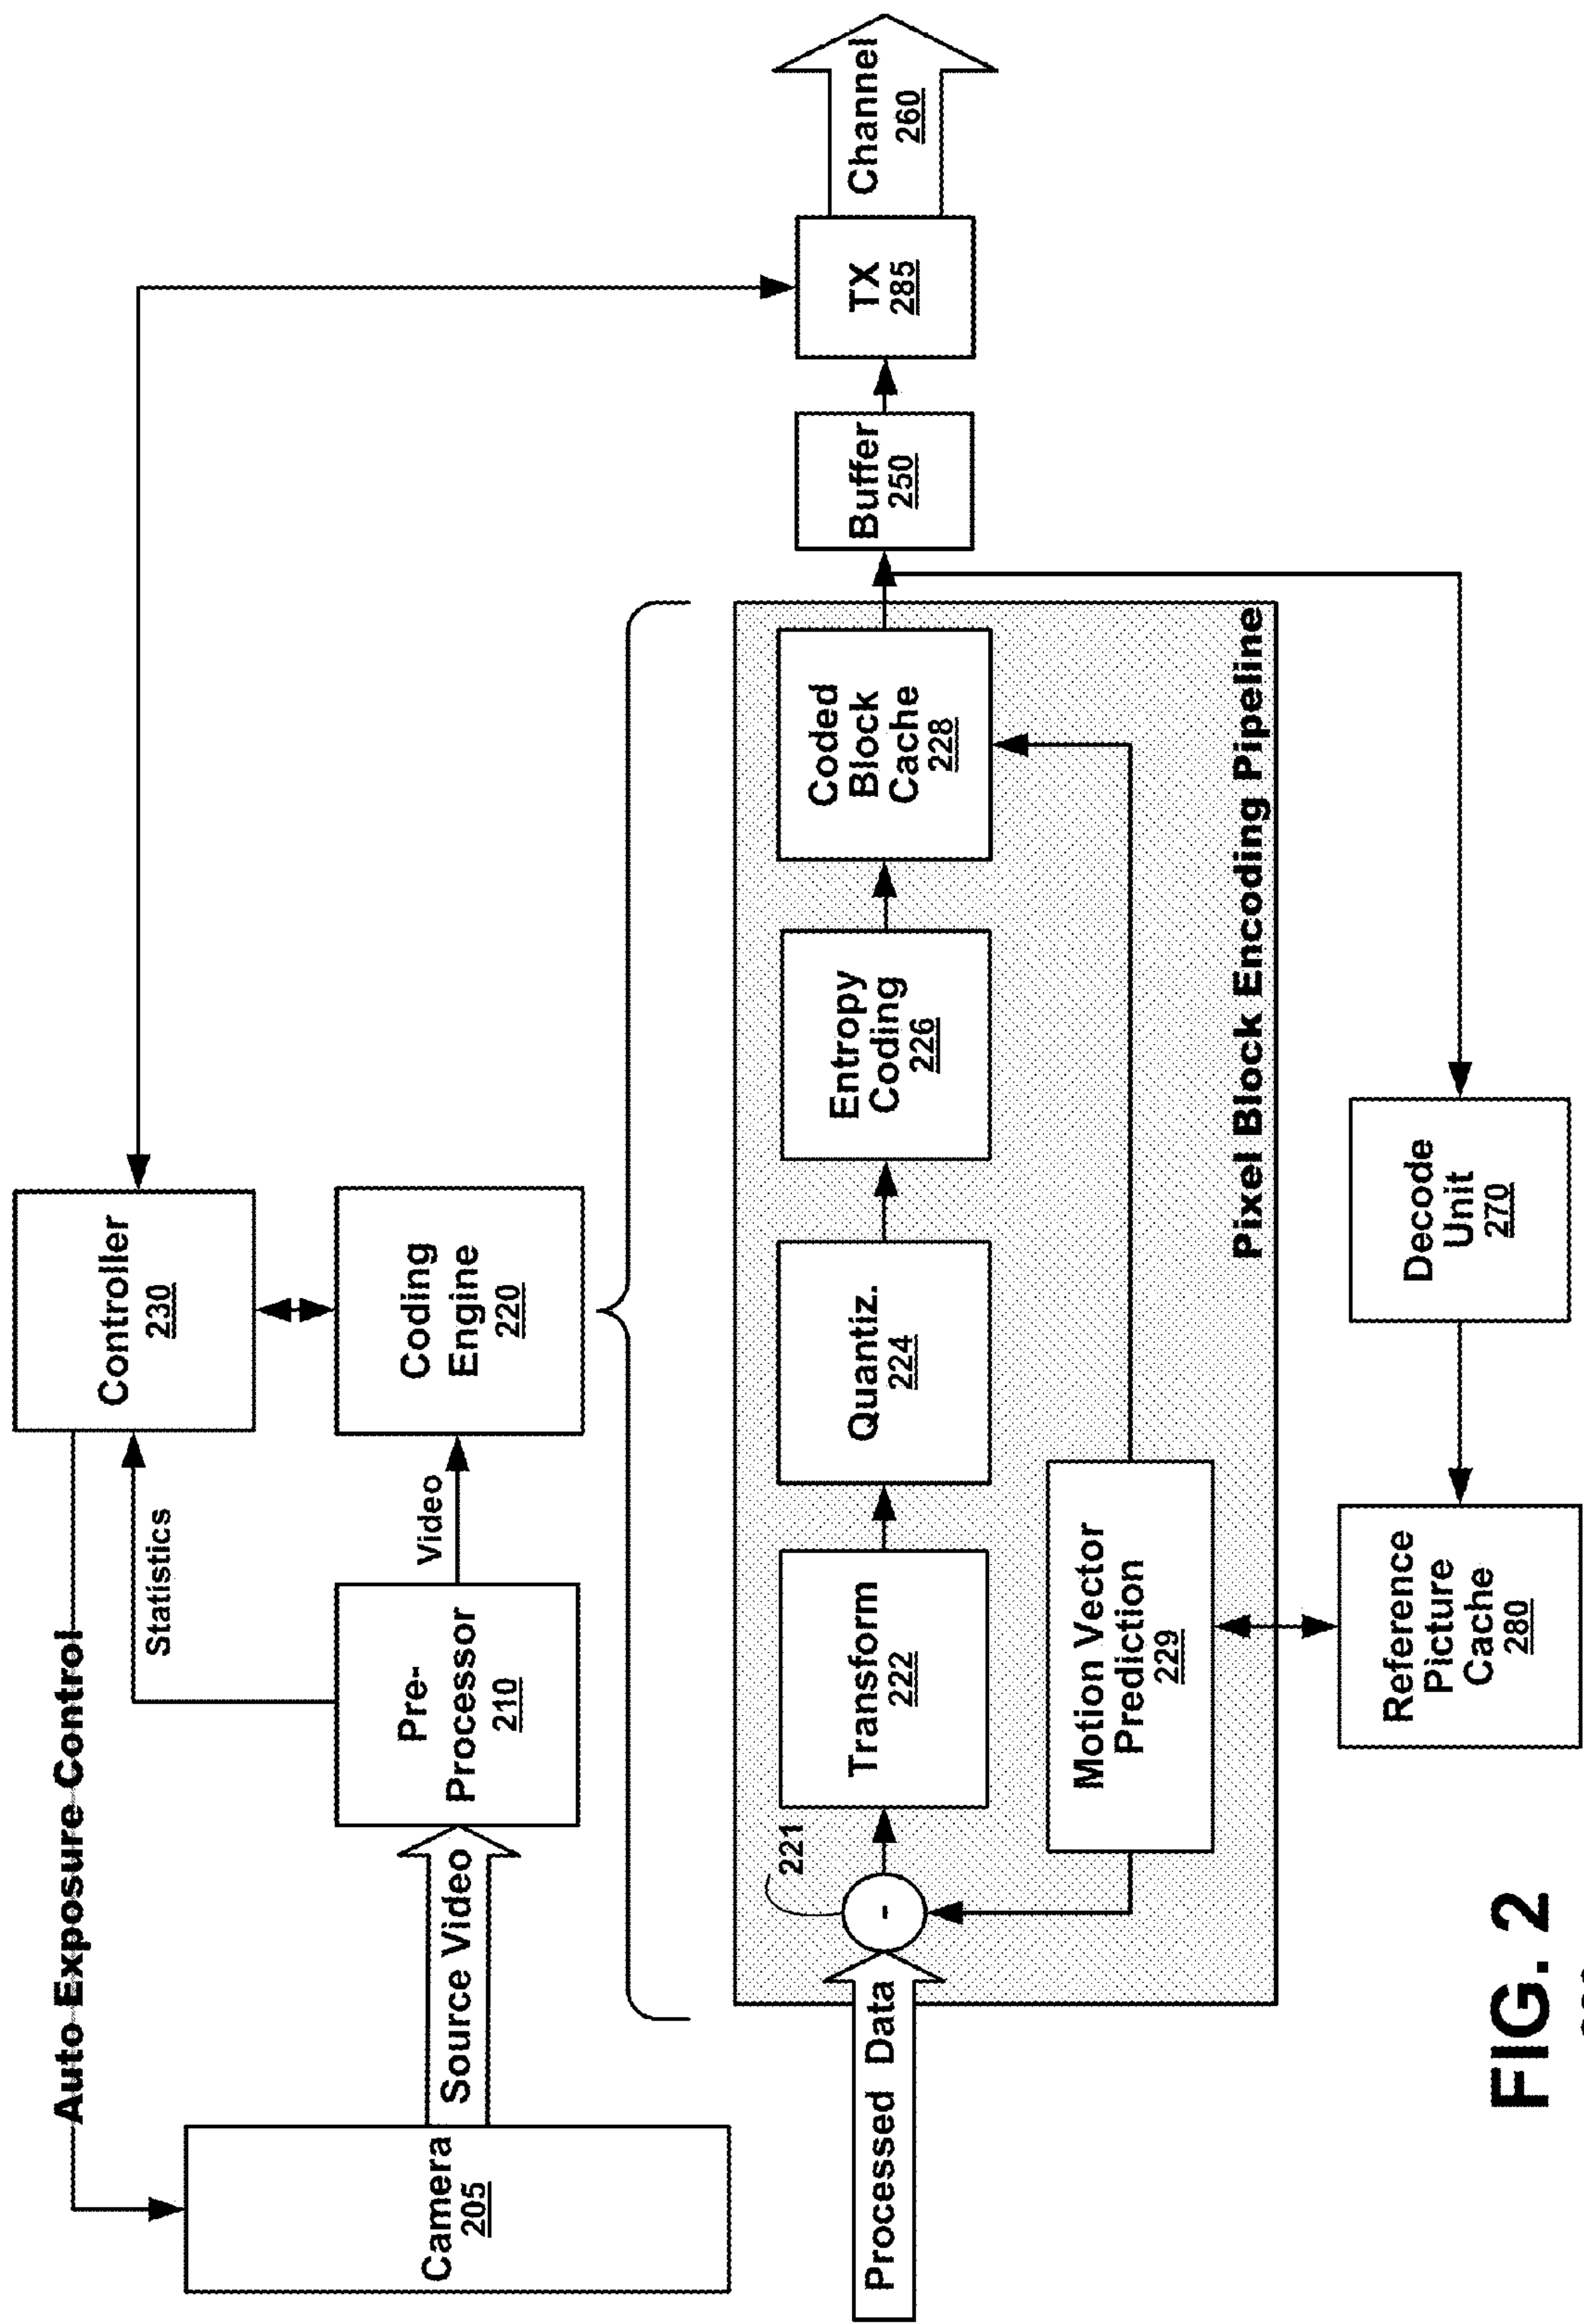 Auto Exposure Control
Controller
230
Statistics
Camera
205
Source Video
Pre-
Processor
210
Video
Coding
Engine
220
221
Processed Data
-
Transform
222
Quantiz.
224
Entropy
Coding
226
Coded
Block
Cache
228
Buffer
250
TX
285
Channel
260
Motion Vector
Prediction
229
Pixel Block Encoding Pipeline
Reference
Picture
Cache
280
Decode
Unit
270
FIG. 2